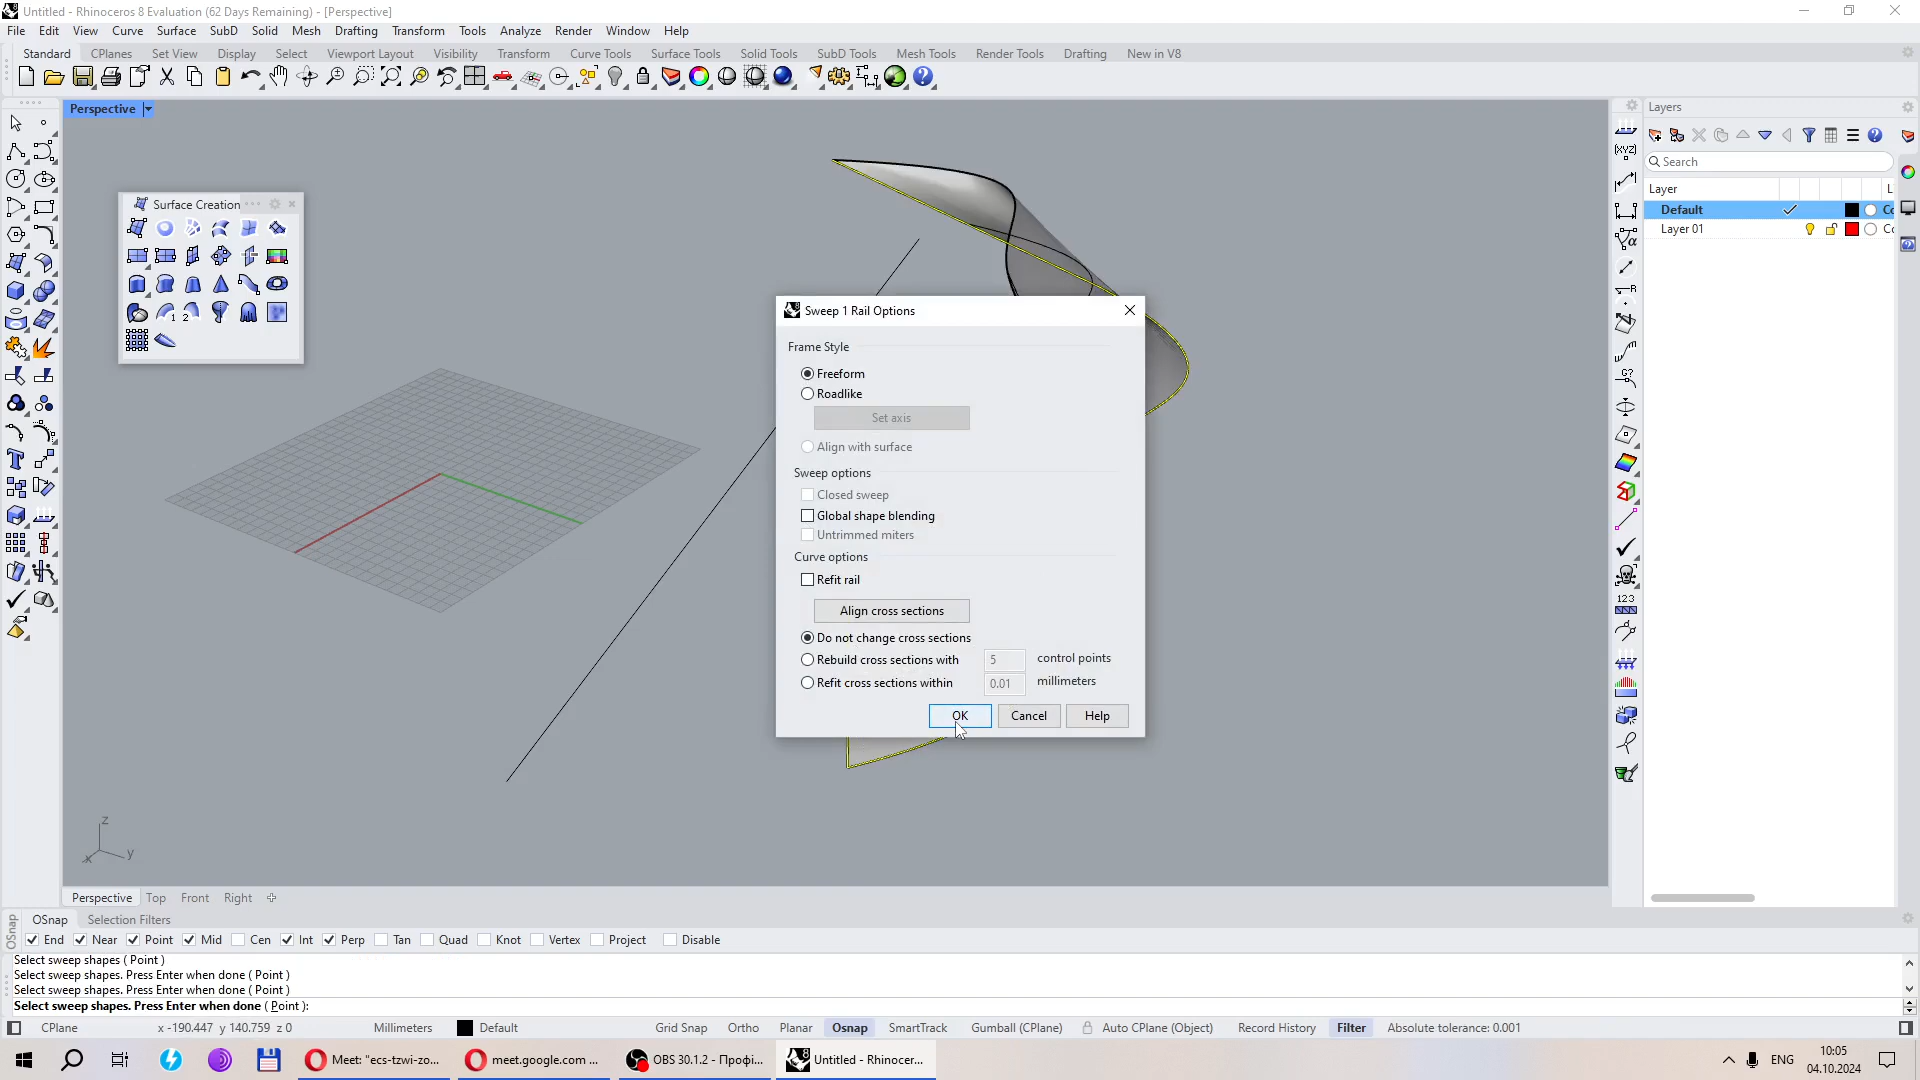 Untitled - Rhinoceros 8 Evaluation (62 Days Remaining) - [Perspective]
File Edit View Curve Surface SubD Solid Mesh Drafting Transform Tools Analyze Render Window Help
Standard CPlanes Set View Display Select Viewport Layout Visibility Transform Curve Tools Surface Tools Solid Tools SubD Tools Mesh Tools Render Tools Drafting New in V8
Perspective
Layers
Search
Layer L
Default Co
Layer 01 Co
Surface Creation
Sweep 1 Rail Options
Frame Style
Freeform
Roadlike
Set axis
Align with surface
Sweep options
Closed sweep
Global shape blending
Untrimmed miters
Curve options
Refit rail
Align cross sections
Do not change cross sections
Rebuild cross sections with 5 control points
Refit cross sections within 0.01 millimeters
OK Cancel Help
z
x y
Perspective Top Front Right
OSnap OSnap Selection Filters
End Near Point Mid Cen Int Perp Tan Quad Knot Vertex Project Disable
Select sweep shapes ( Point )
Select sweep shapes. Press Enter when done ( Point )
Select sweep shapes. Press Enter when done ( Point )
Select sweep shapes. Press Enter when done ( Point ):
CPlane x -190.447 y 140.759 z 0 Millimeters Default Grid Snap Ortho Planar Osnap SmartTrack Gumball (CPlane) Auto CPlane (Object) Record History Filter Absolute tolerance: 0.001
Meet: "ecs-tzwi-zo... meet.google.com ... OBS 30.1.2 - Профі... Untitled - Rhinocer... ENG 10:05
04.10.2024